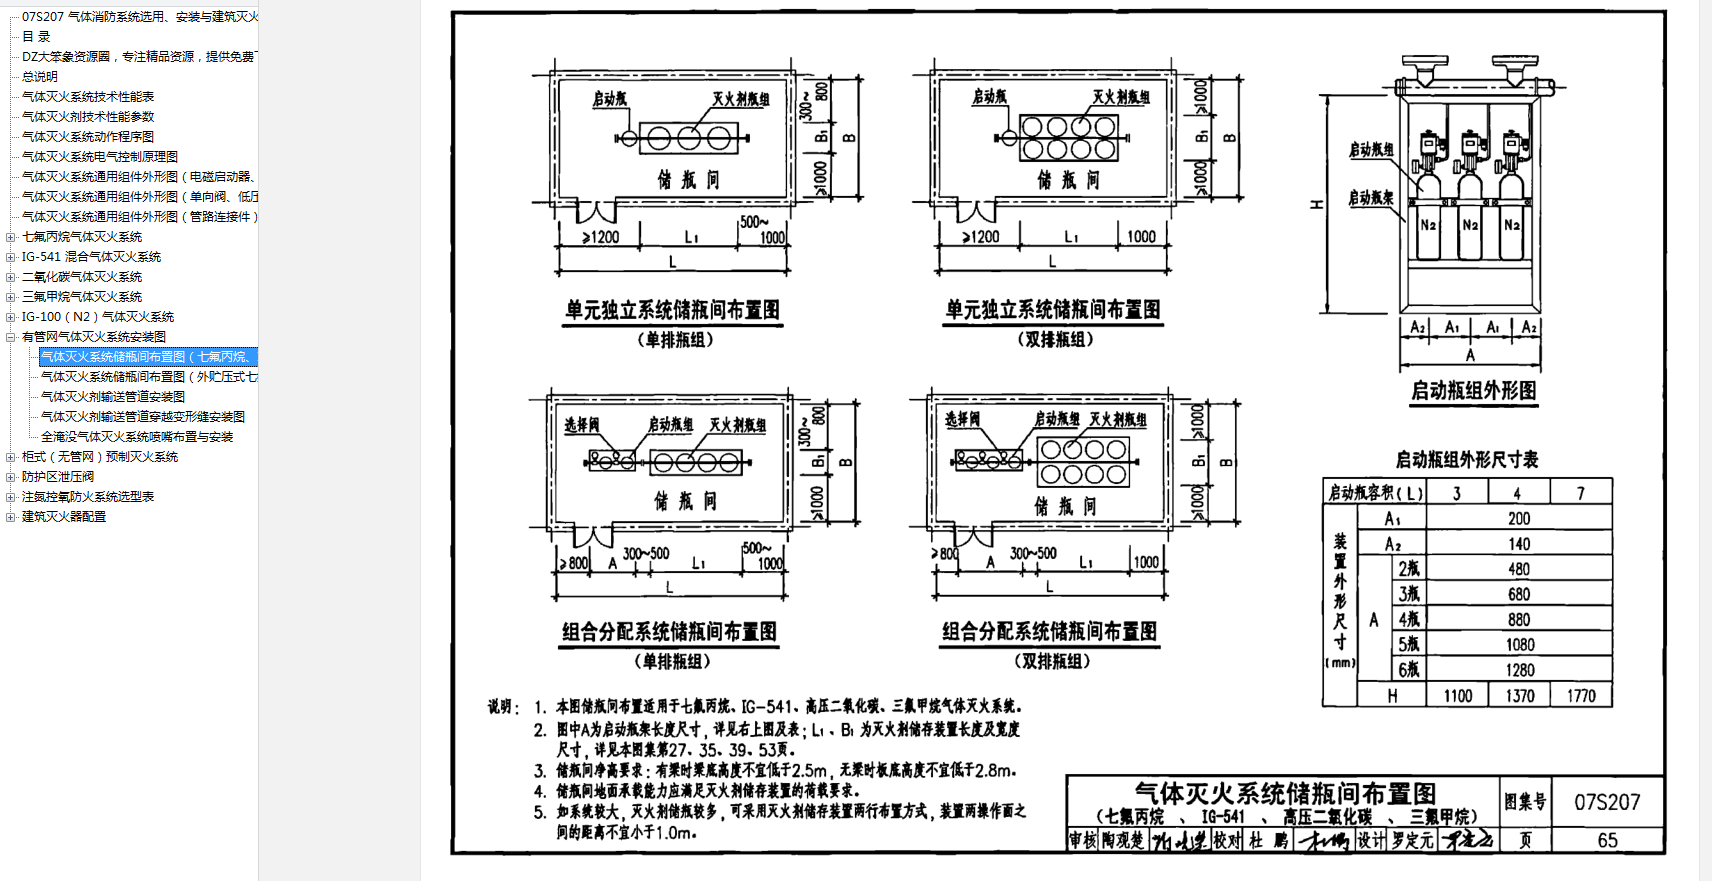 07S207 气体消防系统选用、安装与建筑灭火
目 录
DZ大笨象资源圈，专注精品资源，提供免费下
总说明
气体灭火系统技术性能表
气体灭火剂技术性能参数
气体灭火系统动作程序图
气体灭火系统电气控制原理图
气体灭火系统通用组件外形图（电磁启动器、
气体灭火系统通用组件外形图（单向阀、低压
气体灭火系统通用组件外形图（管路连接件）
七氟丙烷气体灭火系统
IG-541 混合气体灭火系统
二氧化碳气体灭火系统
三氟甲烷气体灭火系统
IG-100（N2）气体灭火系统
有管网气体灭火系统安装图
气体灭火系统储瓶间布置图（七氟丙烷、
气体灭火系统储瓶间布置图（外贮压式七
气体灭火剂输送管道安装图
气体灭火剂输送管道穿越变形缝安装图
全淹没气体灭火系统喷嘴布置与安装
柜式（无管网）预制灭火系统
防护区泄压阀
注氮控氧防火系统选型表
建筑灭火器配置
启动瓶
灭火剂瓶组
储 瓶 间
300~800
B1
≥1000
B
≥1200
L1
500~1000
L
单元独立系统储瓶间布置图
（单排瓶组）
启动瓶
灭火剂瓶组
储 瓶 间
≥1000
B1
≥1000
B
≥1200
L1
1000
L
单元独立系统储瓶间布置图
（双排瓶组）
启动瓶组
启动瓶架
N2 N2 N2
H
A2 A1 A1 A2
A
启动瓶组外形图
选择阀
启动瓶组
灭火剂瓶组
储 瓶 间
300~800
B1
≥1000
B
≥800
A
300~500
L1
500~1000
L
组合分配系统储瓶间布置图
（单排瓶组）
选择阀
启动瓶组
灭火剂瓶组
储 瓶 间
≥1000
B1
≥1000
B
≥800
A
300~500
L1
1000
L
组合分配系统储瓶间布置图
（双排瓶组）
启动瓶组外形尺寸表
启动瓶容积(L) 3 4 7
装置外形尺寸(mm)
A1 200
A2 140
A
2瓶 480
3瓶 680
4瓶 880
5瓶 1080
6瓶 1280
H 1100 1370 1770
说明：1. 本图储瓶间布置适用于七氟丙烷、IG-541、高压二氧化碳、三氟甲烷气体灭火系统。
2. 图中A为启动瓶架长度尺寸，详见右上图及表；L1、B1 为灭火剂储存装置长度及宽度
尺寸，详见本图集第27、35、39、53页。
3. 储瓶间净高要求：有梁时梁底高度不宜低于2.5m，无梁时板底高度不宜低于2.8m。
4. 储瓶间地面承载能力应满足灭火剂储存装置的荷载要求。
5. 如系统较大，灭火剂储瓶较多，可采用灭火剂储存装置两行布置方式，装置两操作面之
间的距离不宜小于1.0m。
气体灭火系统储瓶间布置图
（七氟丙烷 、 IG-541 、 高压二氧化碳 、 三氟甲烷）
图集号 07S207
审核 陶观楚 校对 杜 鹏 设计 罗定元 页 65